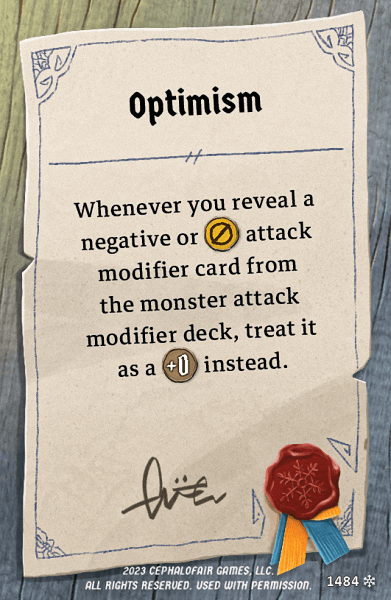 Optimism
Whenever you reveal a
negative or attack
modifier card from
the monster attack
modifier deck, treat it
as a +0 instead.
2023 CEPHALOFAIR GAMES, LLC.
ALL RIGHTS RESERVED. USED WITH PERMISSION.
1484